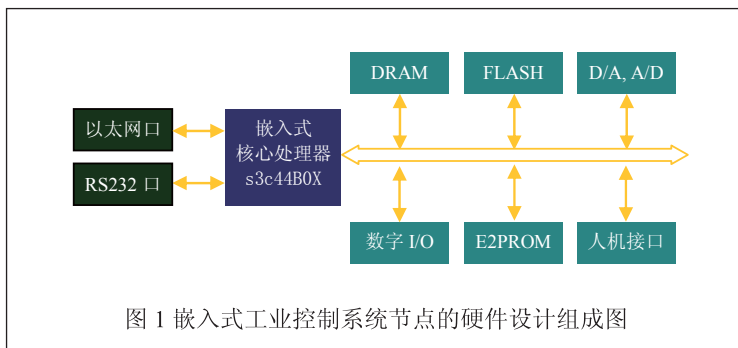 DRAM
FLASH
D/A, A/D
以太网口
RS232 口
嵌入式
核心处理器
s3c44B0X
数字 I/O
E2PROM
人机接口
图 1 嵌入式工业控制系统节点的硬件设计组成图